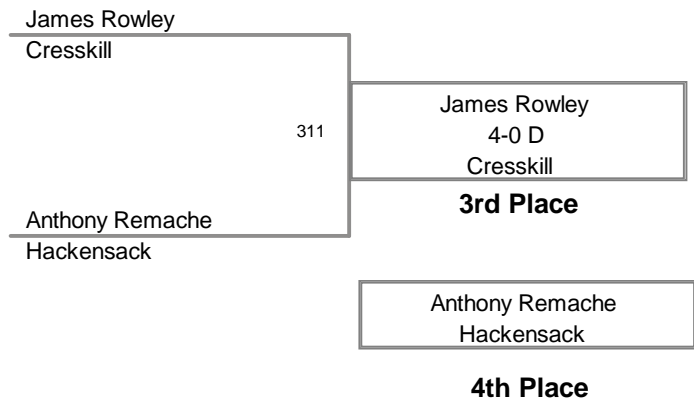 James Rowley
Cresskill
311
James Rowley
4-0 D
Cresskill
3rd Place
Anthony Remache
Hackensack
Anthony Remache
Hackensack
4th Place